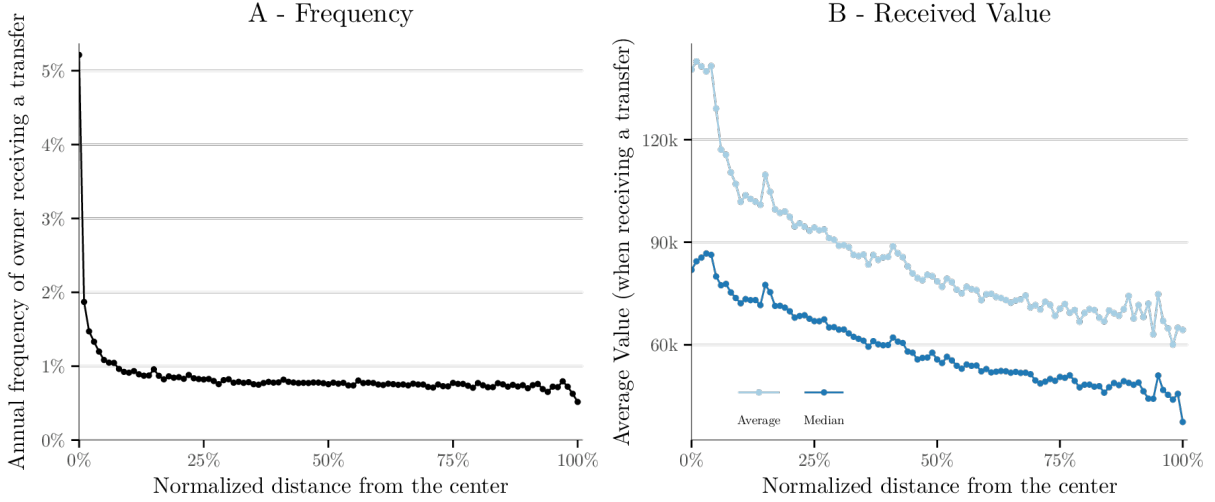 A - Frequency
Annual frequency of owner receiving a transfer
5%
4%
3%
2%
1%
0%
0%
25%
50%
75%
100%
Normalized distance from the center
B - Received Value
Average Value (when receiving a transfer)
120k
90k
60k
Average
Median
0%
25%
50%
75%
100%
Normalized distance from the center